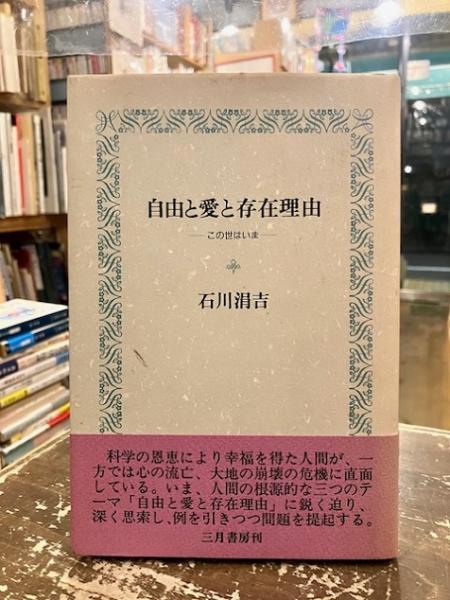 自由と愛と存在理由
―この世はいま―
石川涓吉
科学の恩恵により幸福を得た人間が、一
方では心の流亡、大地の崩壊の危機に直面
している。いま、人間の根源的な三つのテ
ーマ「自由と愛と存在理由」に鋭く迫り、
深く思索し、例を引きつつ問題を提起する。
三月書房刊